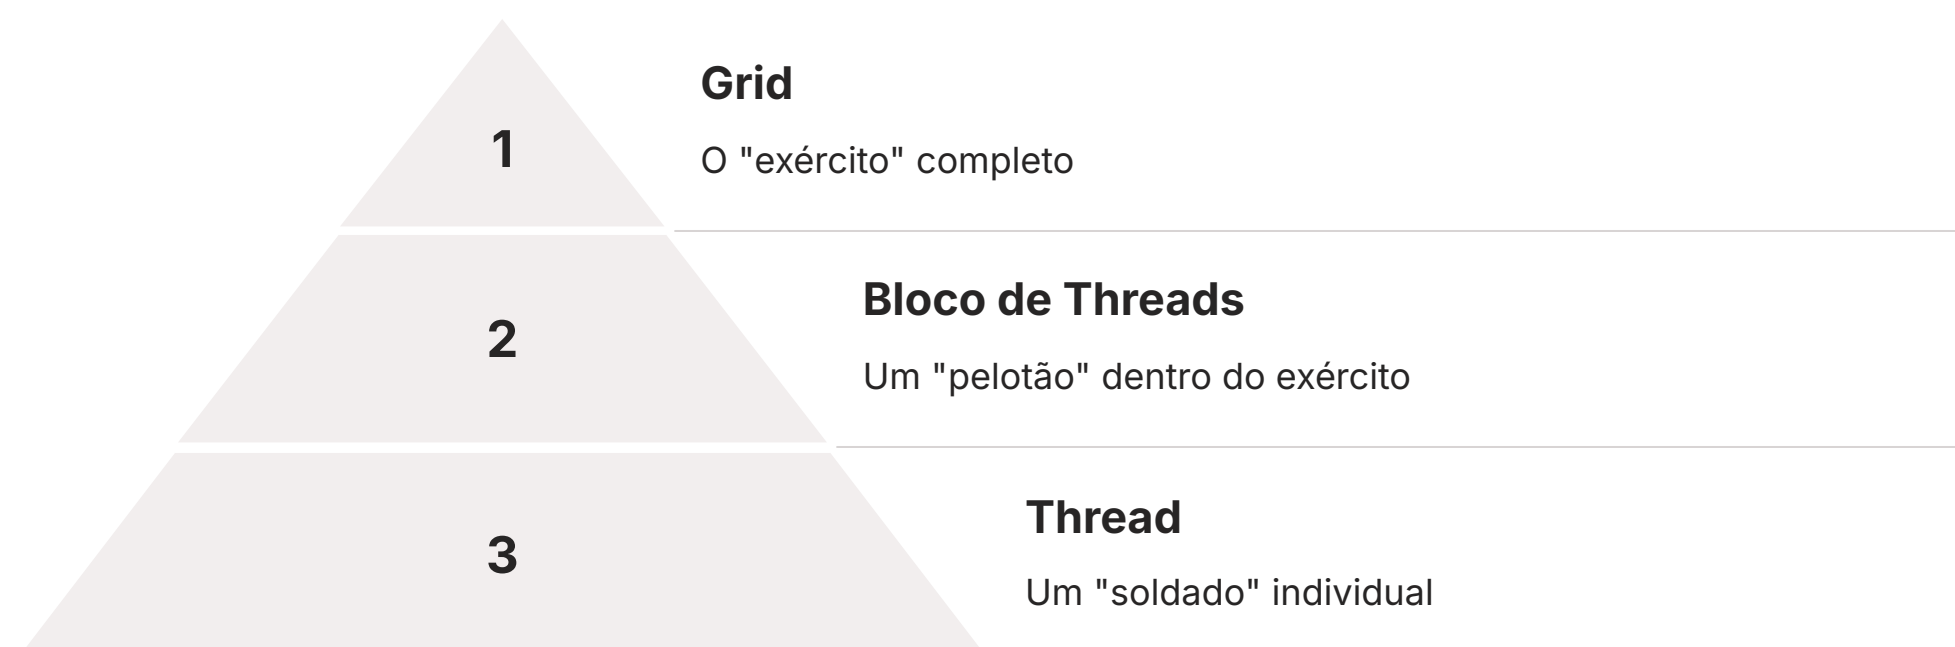 1
Grid
O "exército" completo
2
Bloco de Threads
Um "pelotão" dentro do exército
3
Thread
Um "soldado" individual